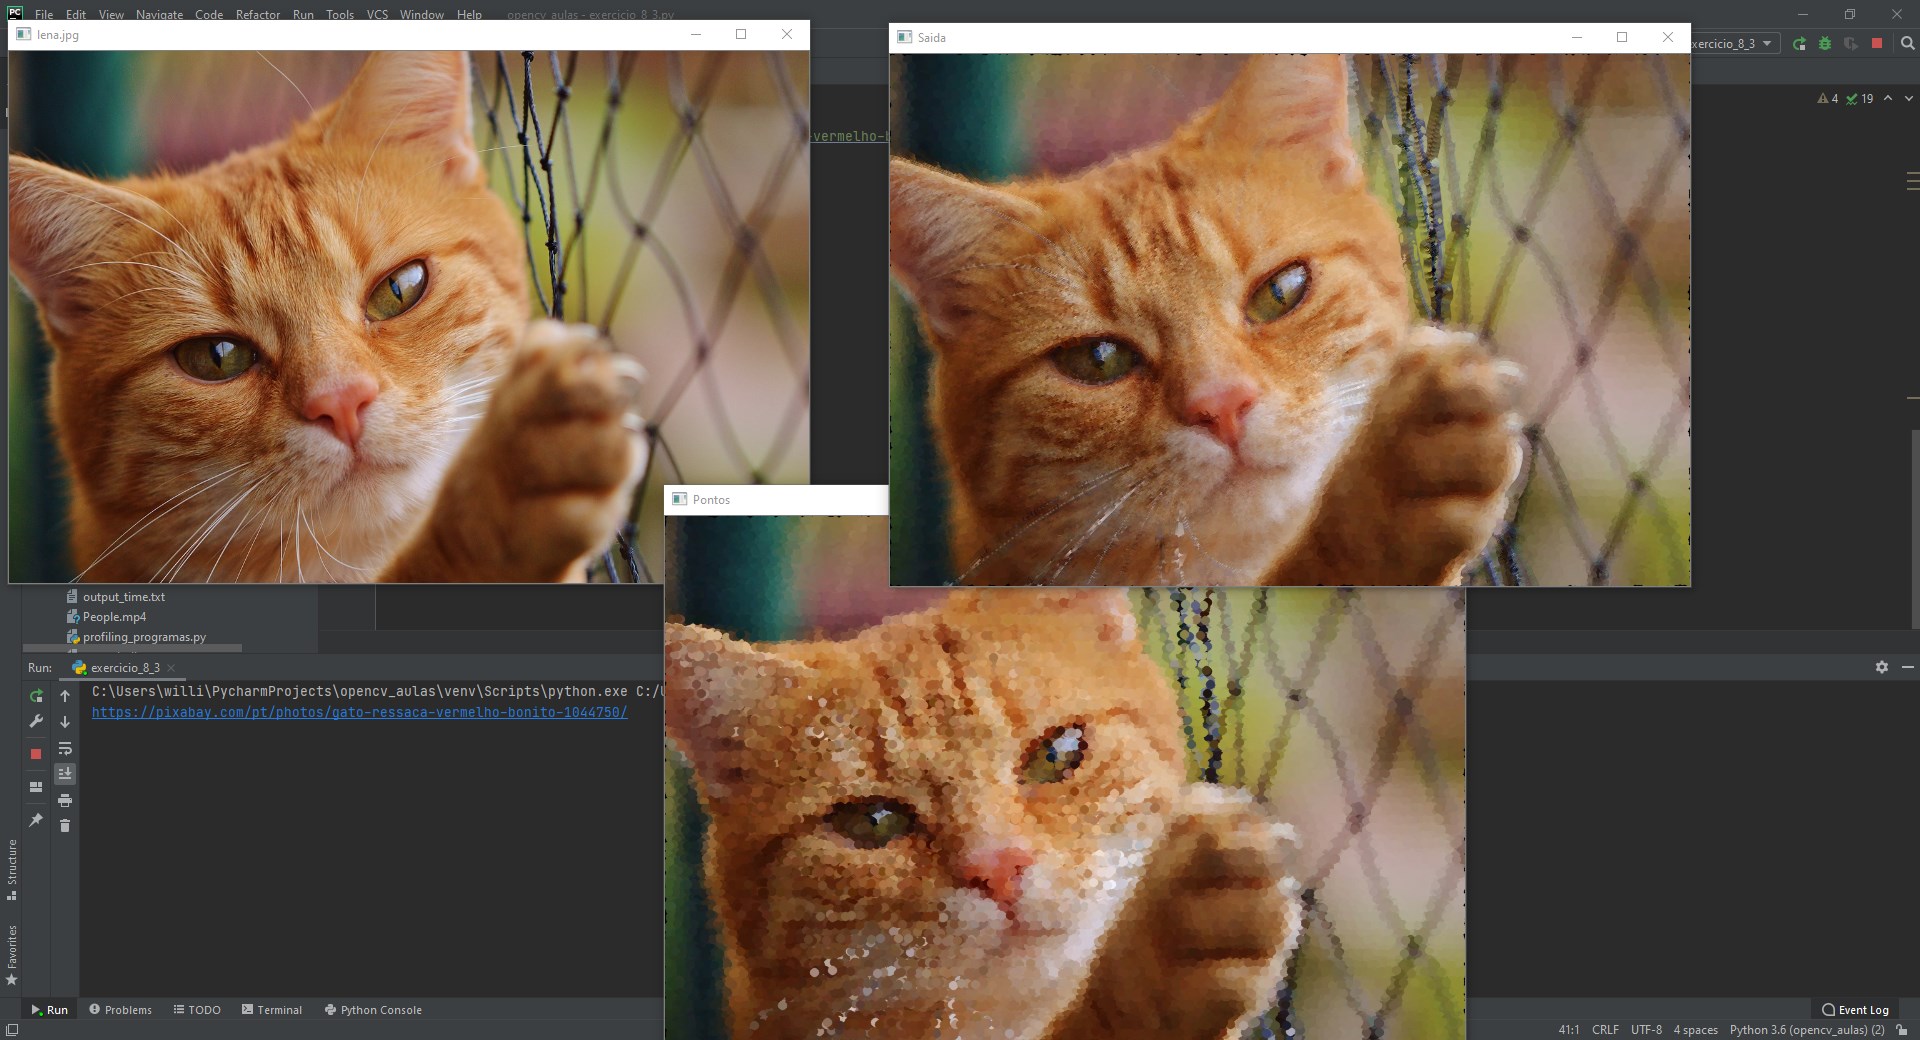 PC File Edit View Navigate Code Refactor Run Tools VCS Window Help opencv_aulas - exercicio_8_3.py
lena.jpg
Saida
exercicio_8_3
4 19
-vermelho-b
Pontos
output_time.txt
People.mp4
profiling_programas.py
Run: exercicio_8_3
C:\Users\willi\PycharmProjects\opencv_aulas\venv\Scripts\python.exe C:/U
https://pixabay.com/pt/photos/gato-ressaca-vermelho-bonito-1044750/
Structure
Favorites
Run Problems TODO Terminal Python Console
Event Log
41:1 CRLF UTF-8 4 spaces Python 3.6 (opencv_aulas) (2)